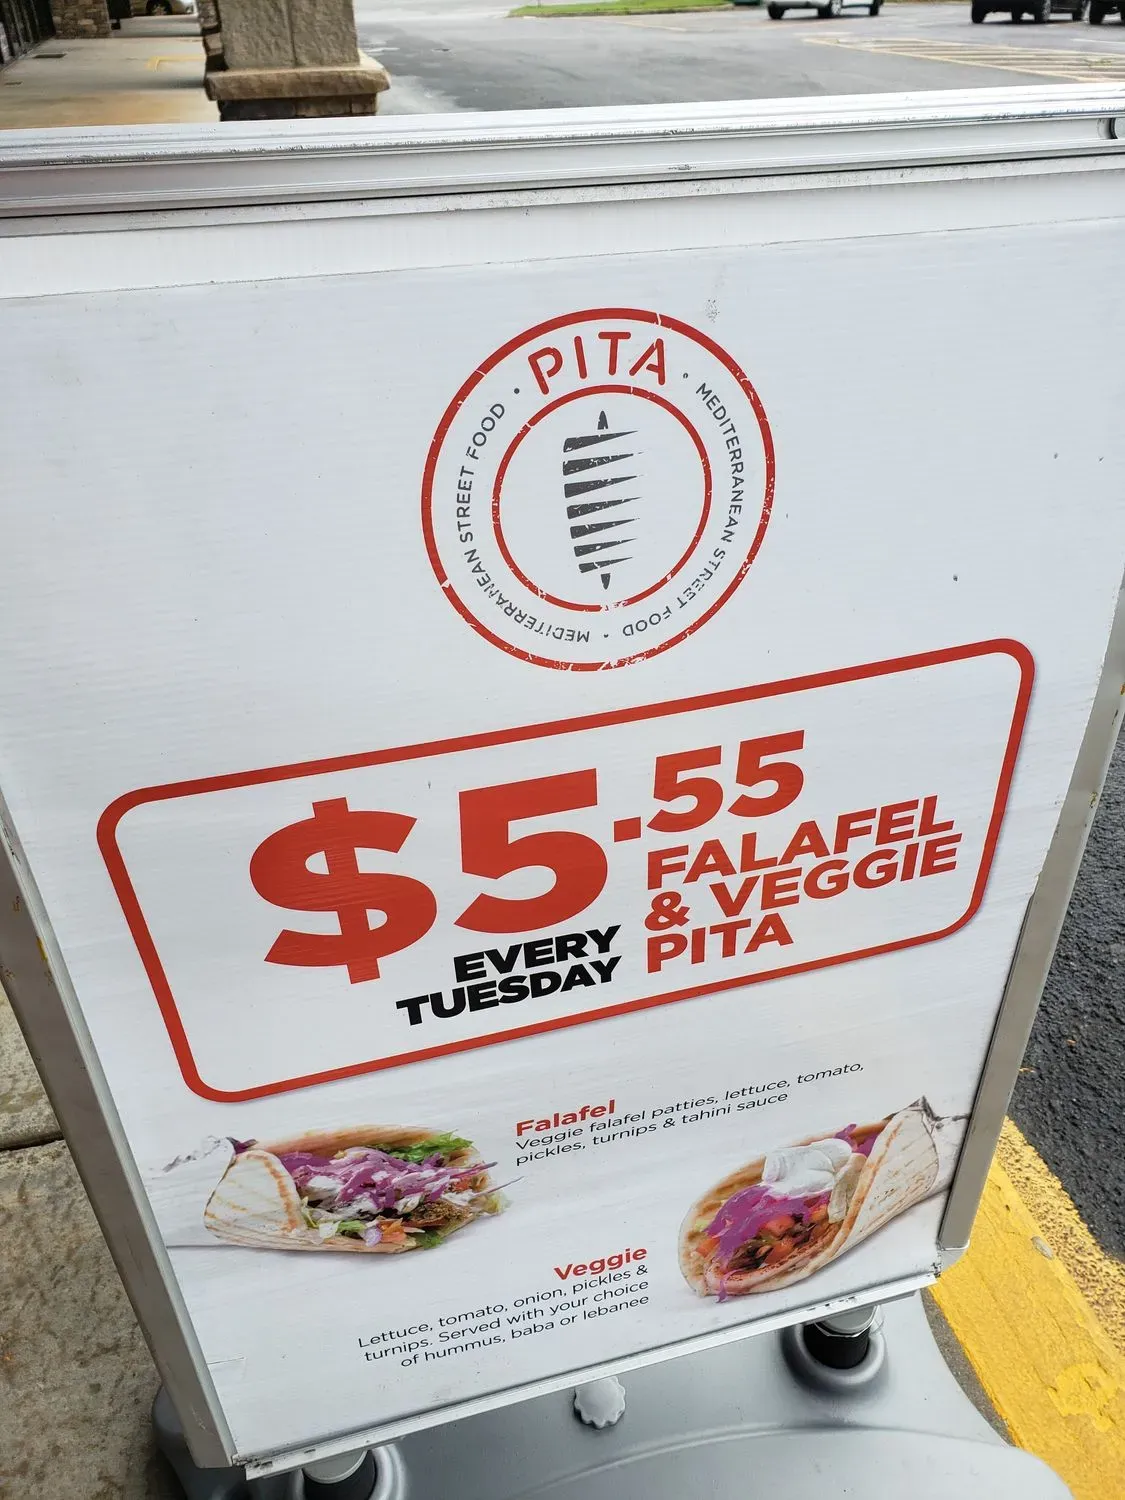 PITA
· MEDITERRANEAN STREET FOOD · MEDITERRANEAN STREET FOOD ·
$5.55
FALAFEL
& VEGGIE
PITA
EVERY
TUESDAY
Falafel
Veggie falafel patties, lettuce, tomato,
pickles, turnips & tahini sauce
Veggie
Lettuce, tomato, onion, pickles &
turnips. Served with your choice
of hummus, baba or lebanee